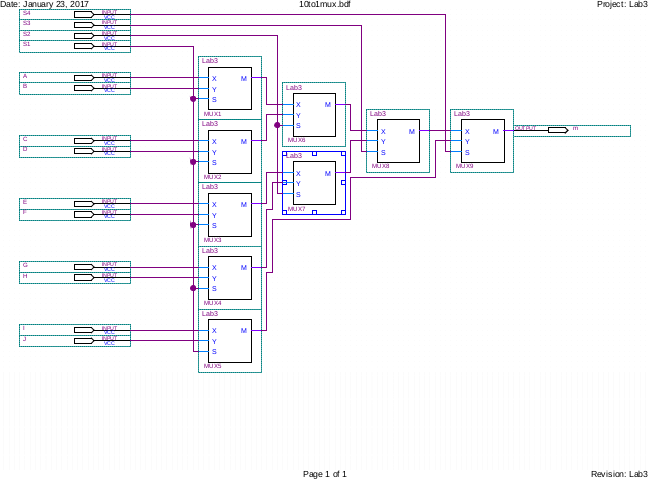 Date: January 23, 2017 10to1mux.bdf Project: Lab3
S4 INPUT VCC
S3 INPUT VCC
S2 INPUT VCC
S1 INPUT VCC
A INPUT VCC
B INPUT VCC
C INPUT VCC
D INPUT VCC
E INPUT VCC
F INPUT VCC
G INPUT VCC
H INPUT VCC
I INPUT VCC
J INPUT VCC
Lab3
X M
Y
S
MUX1
Lab3
X M
Y
S
MUX2
Lab3
X M
Y
S
MUX3
Lab3
X M
Y
S
MUX4
Lab3
X M
Y
S
MUX5
Lab3
X M
Y
S
MUX6
Lab3
X M
Y
S
MUX7
Lab3
X M
Y
S
MUX8
Lab3
X M
Y
S
MUX9
OUTPUT m
Page 1 of 1 Revision: Lab3